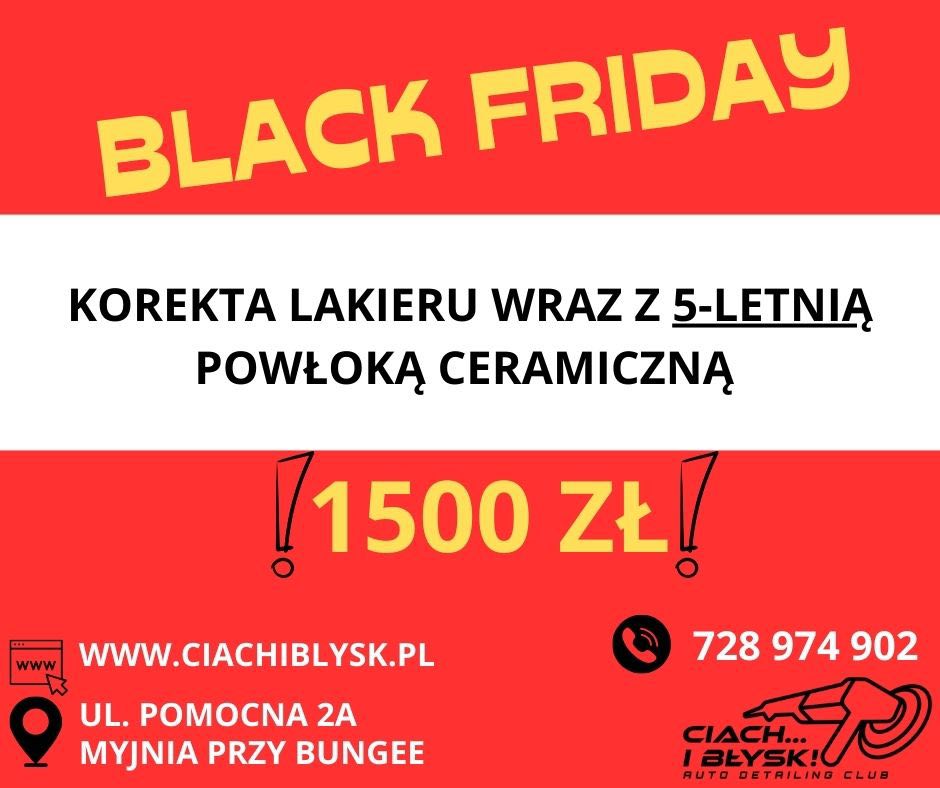 BLACK FRIDAY
KOREKTA LAKIERU WRAZ Z 5-LETNIĄ
POWŁOKĄ CERAMICZNĄ
!1500 ZŁ!
WWW
WWW.CIACHIBLYSK.PL
728 974 902
UL. POMOCNA 2A
MYJNIA PRZY BUNGEE
CIACH...
I BŁYSK!
AUTO DETAILING CLUB